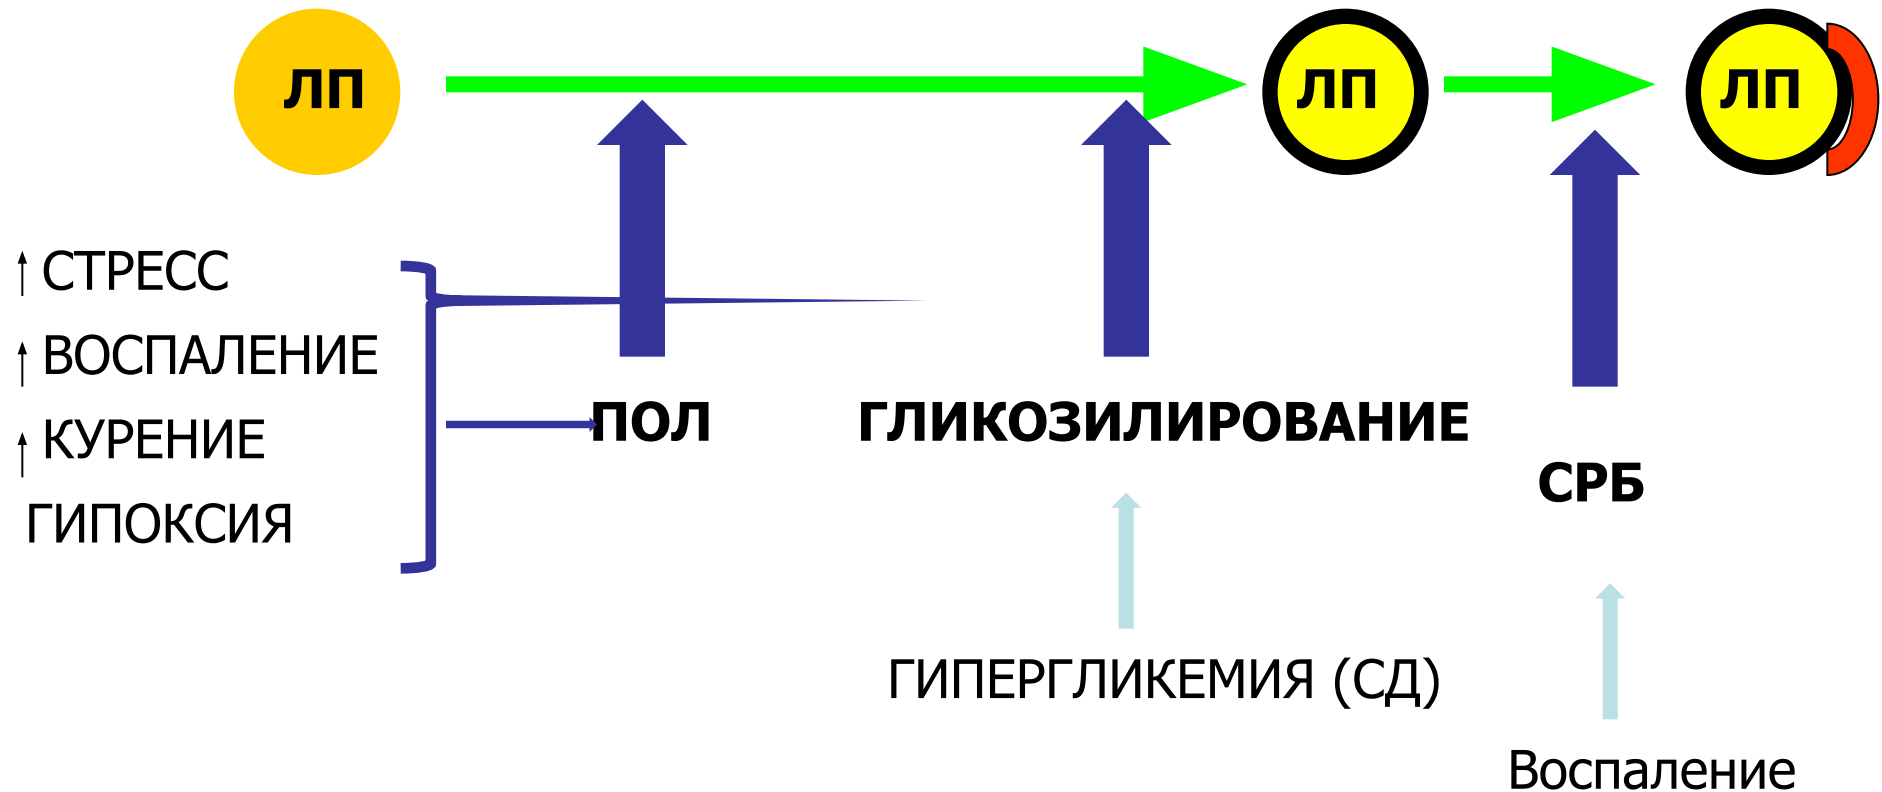 ЛП
ЛП
ЛП
СТРЕСС
ВОСПАЛЕНИЕ
КУРЕНИЕ
ГИПОКСИЯ
ПОЛ
ГЛИКОЗИЛИРОВАНИЕ
СРБ
ГИПЕРГЛИКЕМИЯ (СД)
Воспаление